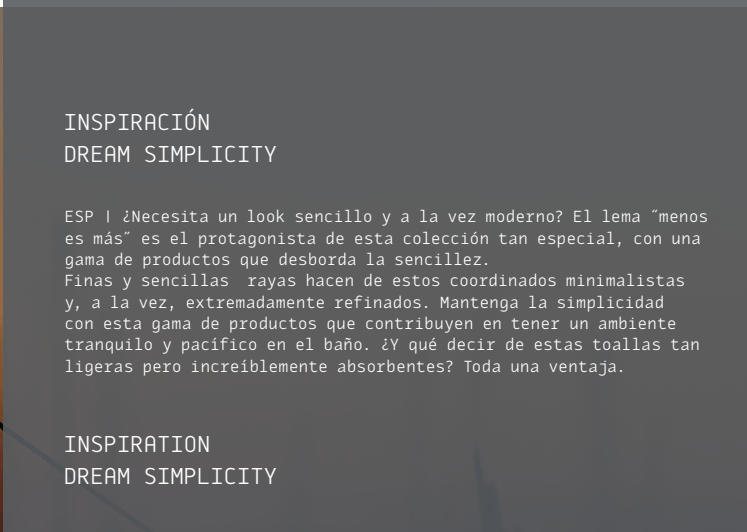 INSPIRACIÓN
DREAM SIMPLICITY
ESP | ¿Necesita un look sencillo y a la vez moderno? El lema ˝menos
es más˝ es el protagonista de esta colección tan especial, con una
gama de productos que desborda la sencillez.
Finas y sencillas  rayas hacen de estos coordinados minimalistas
y, a la vez, extremadamente refinados. Mantenga la simplicidad
con esta gama de productos que contribuyen en tener un ambiente
tranquilo y pacífico en el baño. ¿Y qué decir de estas toallas tan
ligeras pero increíblemente absorbentes? Toda una ventaja.
INSPIRATION
DREAM SIMPLICITY